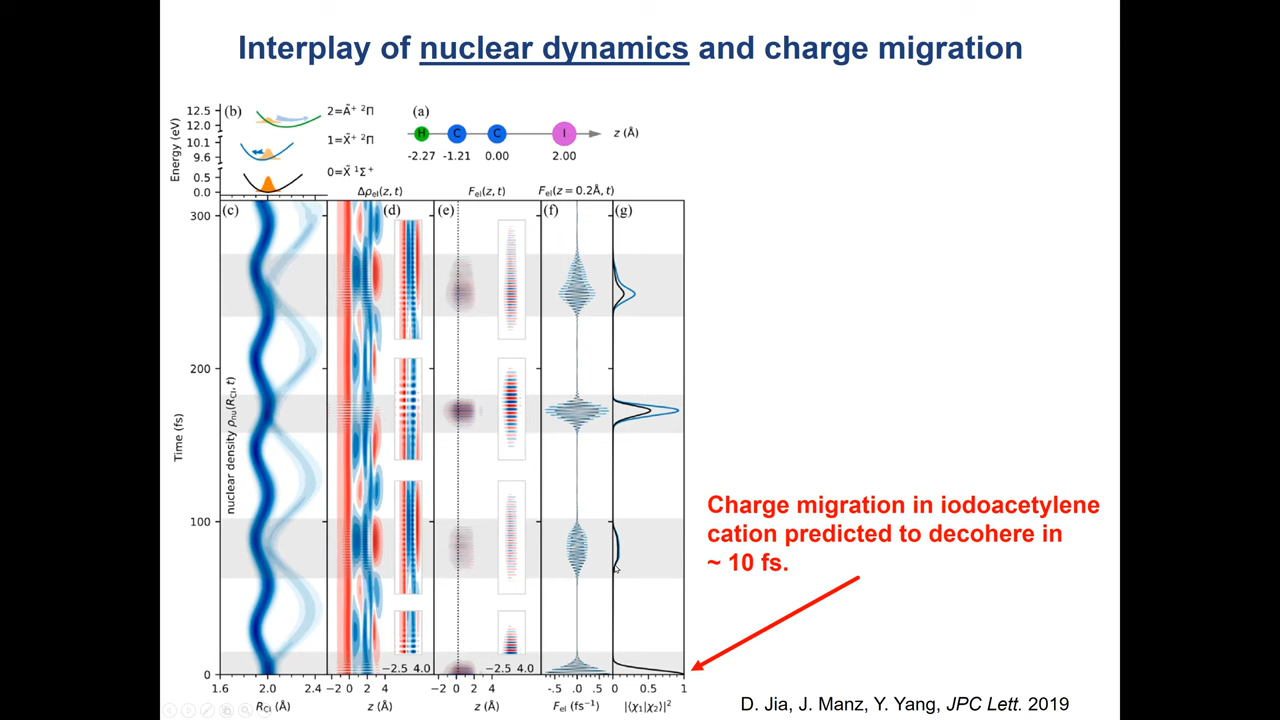 Interplay of nuclear dynamics and charge migration
12.5
12.0
10.1
9.6
0.5
0.0
Energy (eV)
(b)
2=Ã⁺ ²Π
1=X̃⁺ ²Π
0=X̃ ¹Σ⁺
(a)
H C C I z (Å)
-2.27 -1.21 0.00 2.00
Δρel(z, t) Fel(z, t) Fel(z = 0.2Å, t)
(c) (d) (e) (f) (g)
300
200
100
0
Time (fs)
nuclear density ρnu(RCI, t)
−2.5 4.0 −2.5 4.0
1.6 2.0 2.4 −2 0 2 4 −2 0 2 4 -.5 .0 .5 0 0.5 1
RCI (Å) z (Å) z (Å) Fel (fs⁻¹) |⟨χ1|χ2⟩|²
Charge migration in iodoacetylene
cation predicted to decohere in
~ 10 fs.
D. Jia, J. Manz, Y. Yang, JPC Lett. 2019